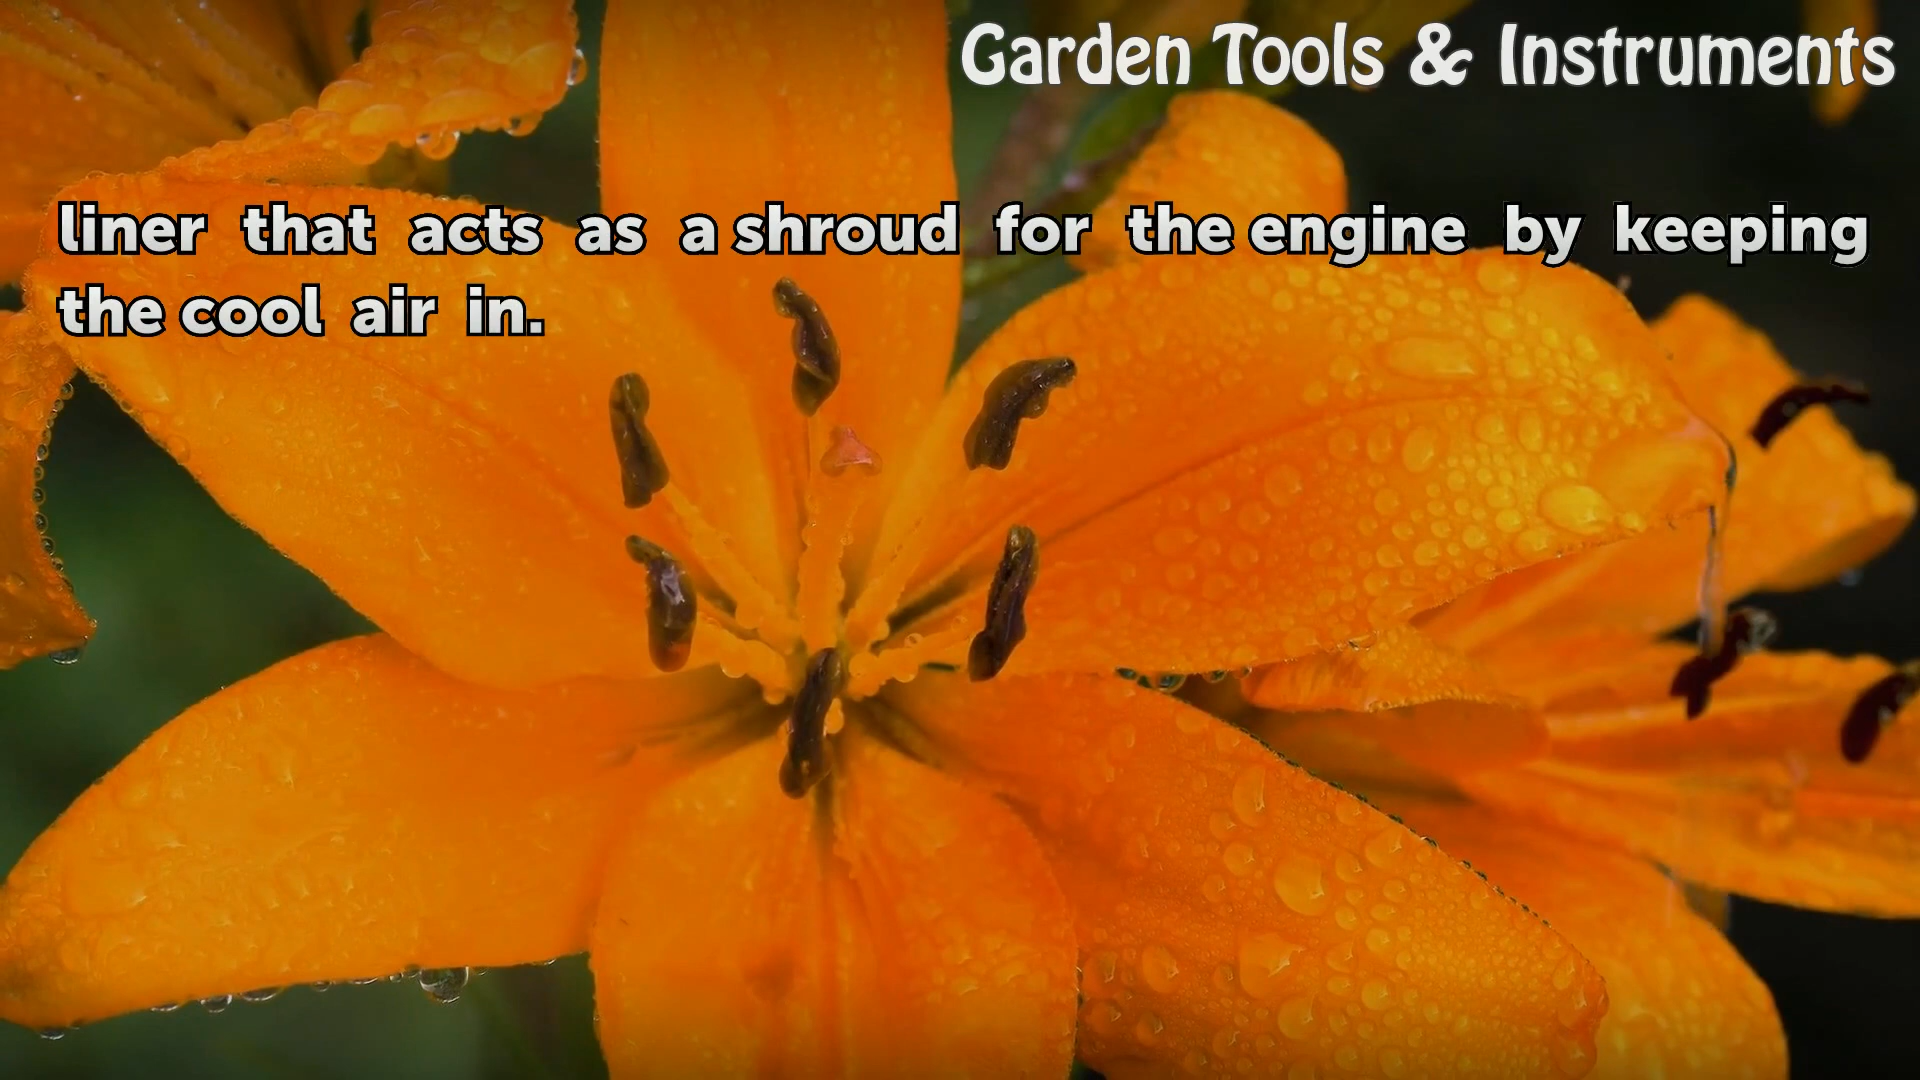 Garden Tools & Instruments
liner that acts as a shroud for the engine by keeping
the cool air in.